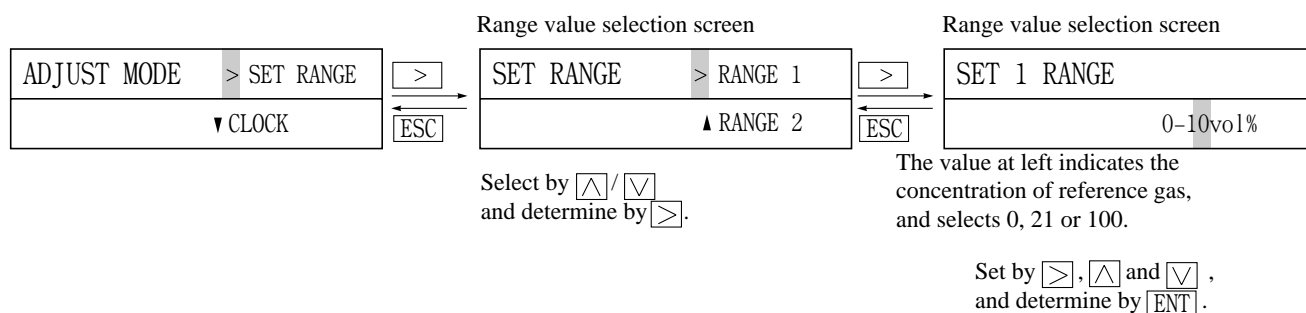 Range value selection screen
Range value selection screen
ADJUST MODE > SET RANGE
▼ CLOCK
>
ESC
SET RANGE > RANGE 1
▲ RANGE 2
>
ESC
SET 1 RANGE
0-10vol%
Select by ∧ / ∨
and determine by >.
The value at left indicates the
concentration of reference gas,
and selects 0, 21 or 100.
Set by >, ∧ and ∨ ,
and determine by ENT .